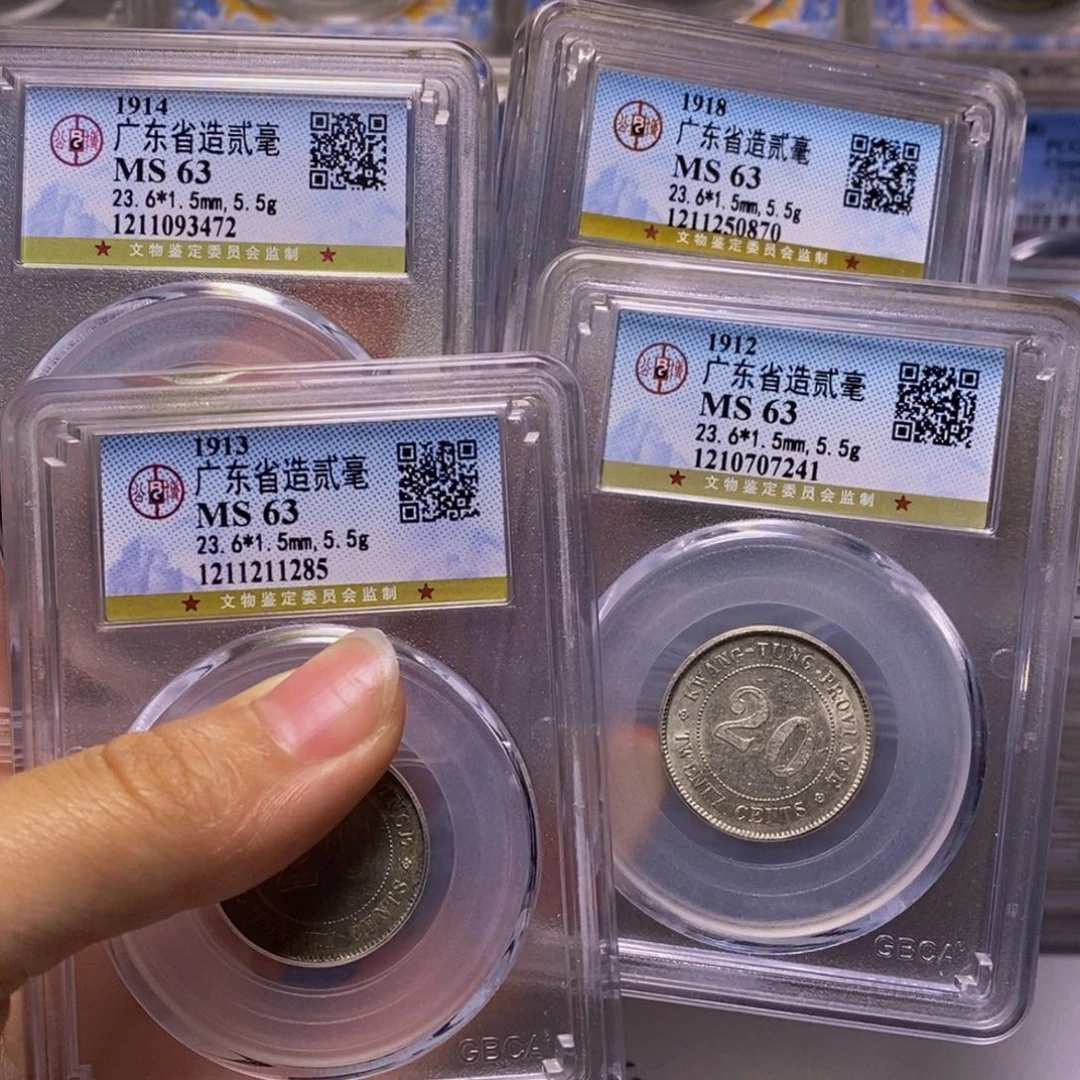 1914
广东省造贰毫
MS 63
23.6*1.5mm,5.5g
1211093472
文物鉴定委员会监制
1918
广东省造贰毫
MS 63
23.6*1.5mm,5.5g
1211250870
文物鉴定委员会监制
1913
广东省造贰毫
MS 63
23.6*1.5mm,5.5g
1211211285
文物鉴定委员会监制
GBCA
1912
广东省造贰毫
MS 63
23.6*1.5mm,5.5g
1210707241
文物鉴定委员会监制
KWANG-TUNG PROVINCE
20
TWENTY CENTS
GBCA